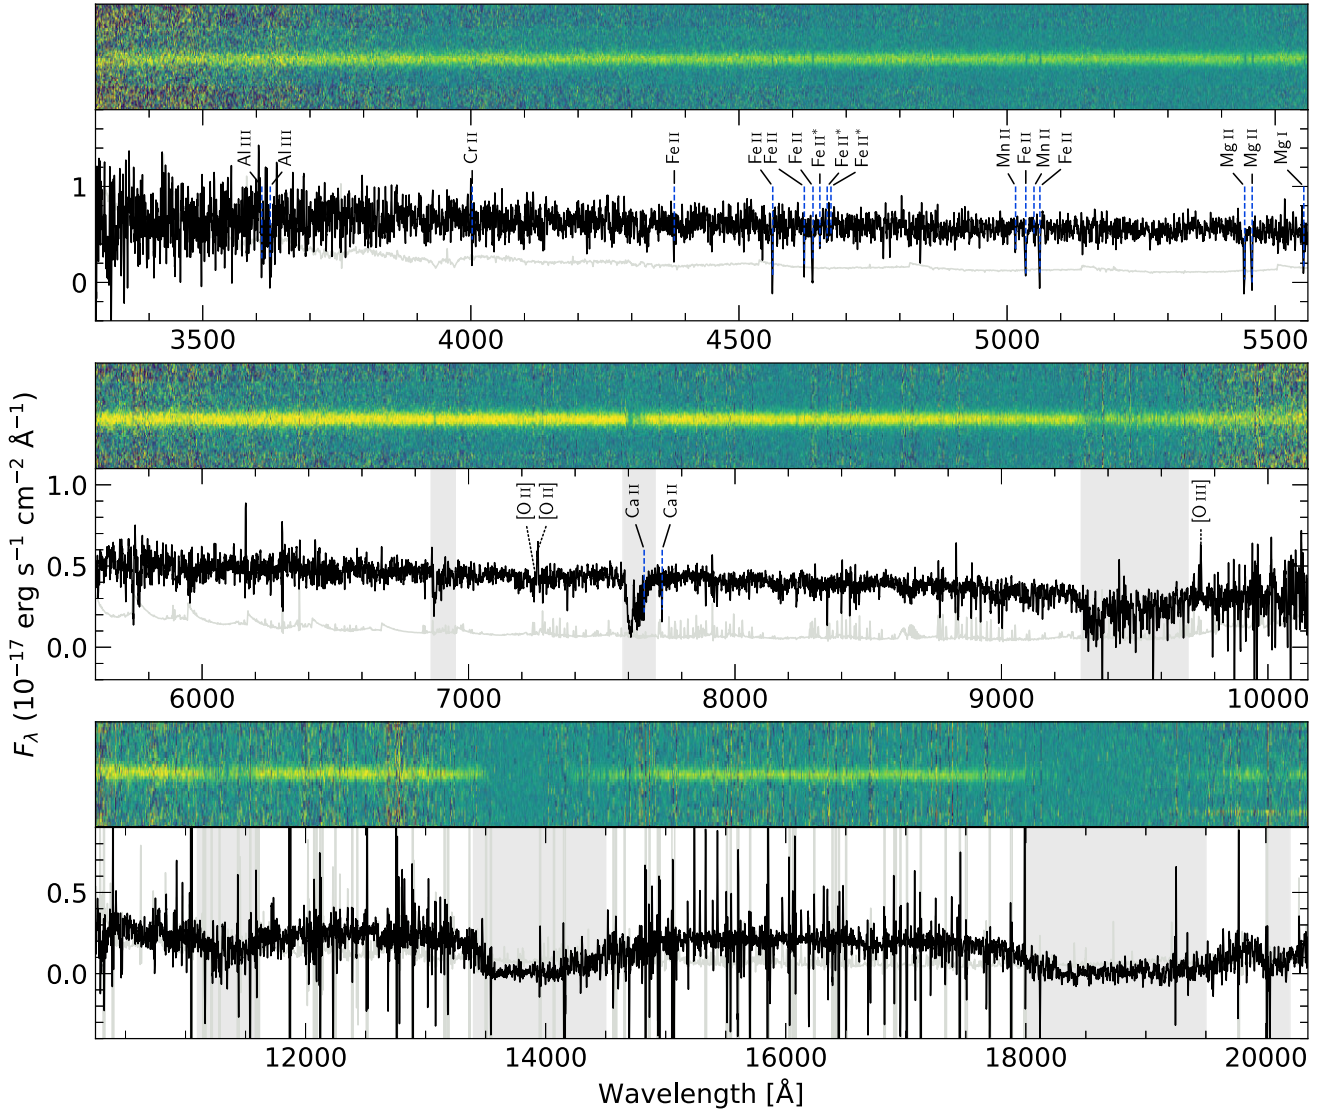 Al III Al III Cr II Fe II Fe II Fe II Fe II Fe II* Fe II* Fe II* Mn II Fe II Mn II Fe II Mg II Mg II Mg I
1
0
3500 4000 4500 5000 5500
[O II] [O II] Ca II Ca II [O III]
1.0
0.5
0.0
6000 7000 8000 9000 10000
0.5
0.0
12000 14000 16000 18000 20000
Fλ (10⁻¹⁷ erg s⁻¹ cm⁻² Å⁻¹)
Wavelength [Å]